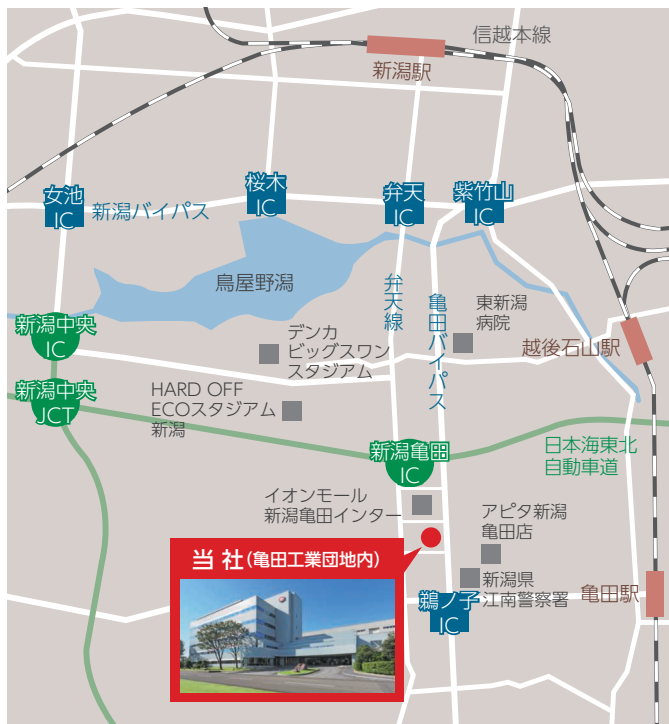 信越本線
新潟駅
女池
IC
新潟バイパス
桜木
IC
弁天
IC
紫竹山
IC
鳥屋野潟
弁天線
亀田バイパス
東新潟
病院
新潟中央
IC
デンカ
ビッグスワン
スタジアム
越後石山駅
新潟中央
JCT
HARD OFF
ECOスタジアム
新潟
新潟亀田
IC
日本海東北
自動車道
イオンモール
新潟亀田インター
アピタ新潟
亀田店
当社(亀田工業団地内)
新潟県
江南警察署
亀田駅
鵜ノ子
IC